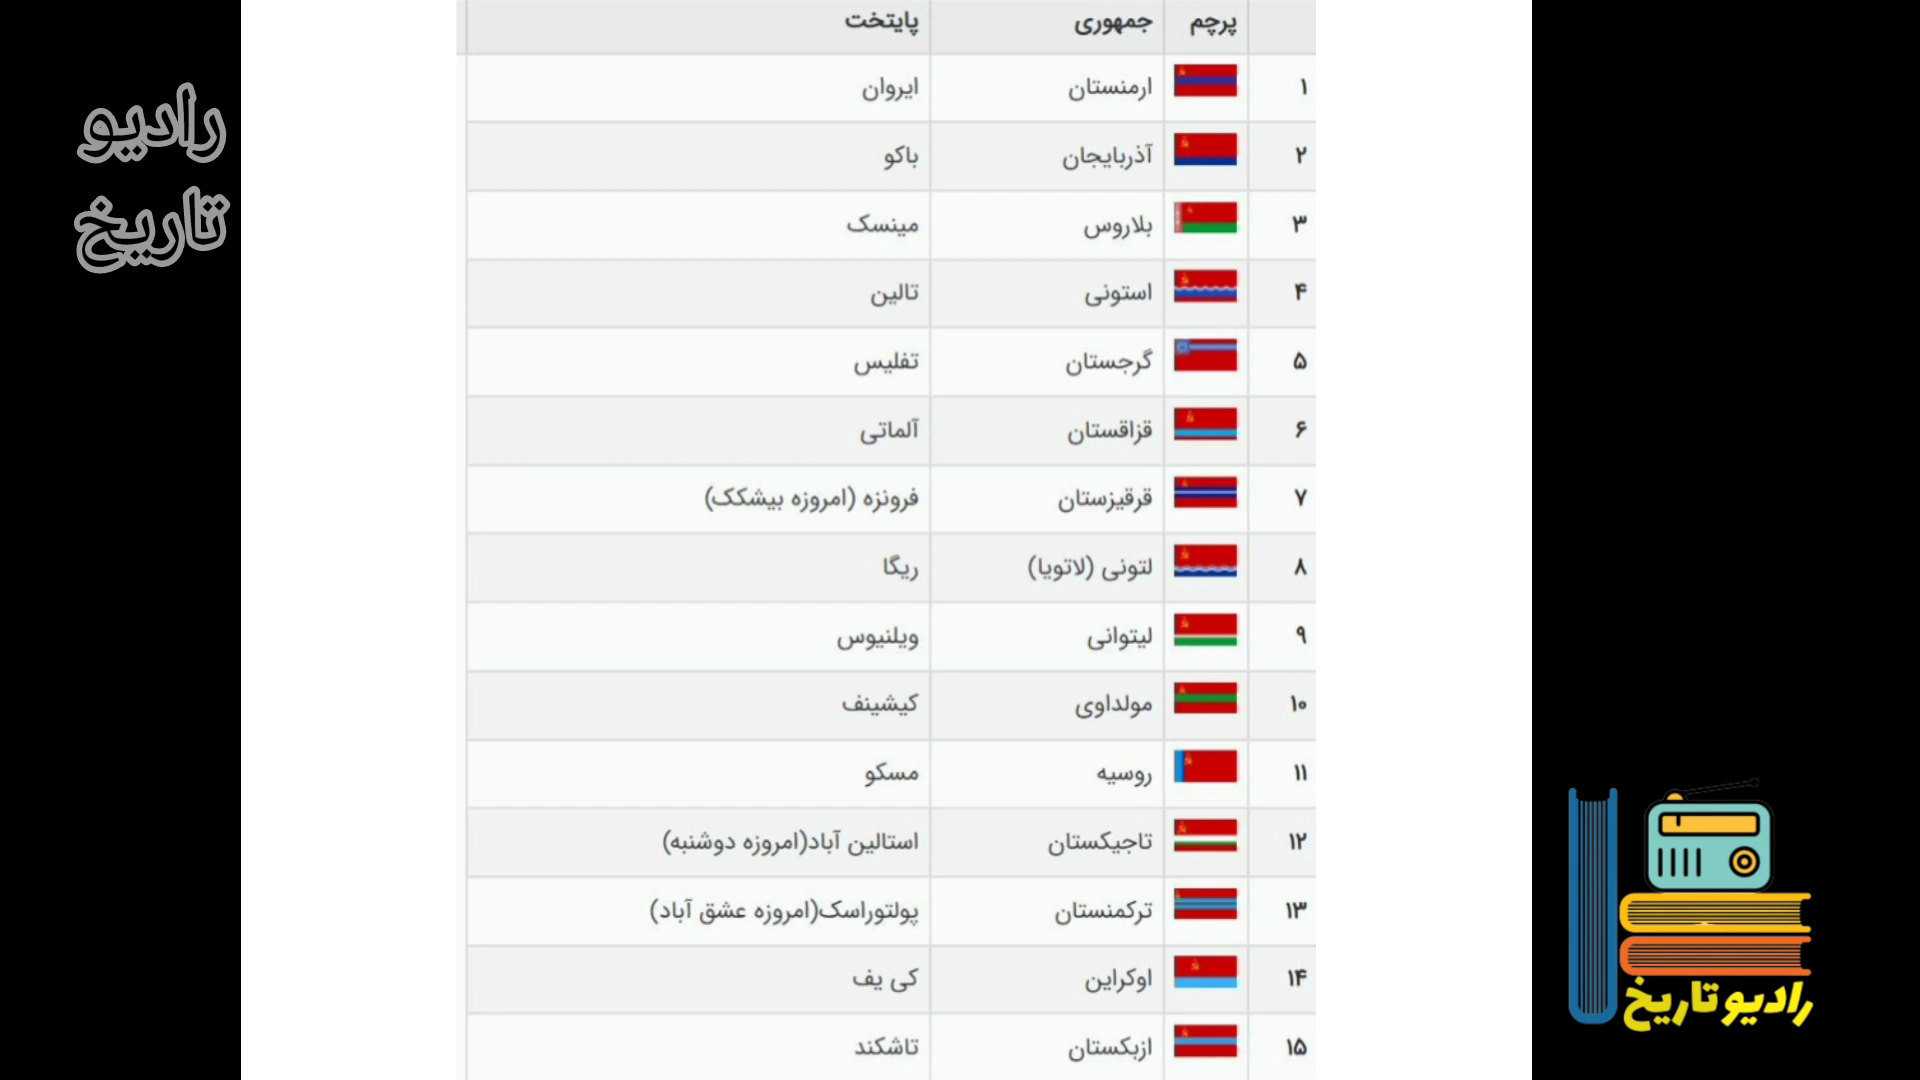 رادیو
تاریخ
پرچم جمهوری پایتخت
۱ ارمنستان ایروان
۲ آذربایجان باکو
۳ بلاروس مینسک
۴ استونی تالین
۵ گرجستان تفلیس
۶ قزاقستان آلماتی
۷ قرقیزستان فرونزه (امروزه بیشکک)
۸ لتونی (لاتویا) ریگا
۹ لیتوانی ویلنیوس
۱۰ مولداوی کیشینف
۱۱ روسیه مسکو
۱۲ تاجیکستان استالین آباد(امروزه دوشنبه)
۱۳ ترکمنستان پولتوراسک(امروزه عشق آباد)
۱۴ اوکراین کی یف
۱۵ ازبکستان تاشکند
رادیو تاریخ